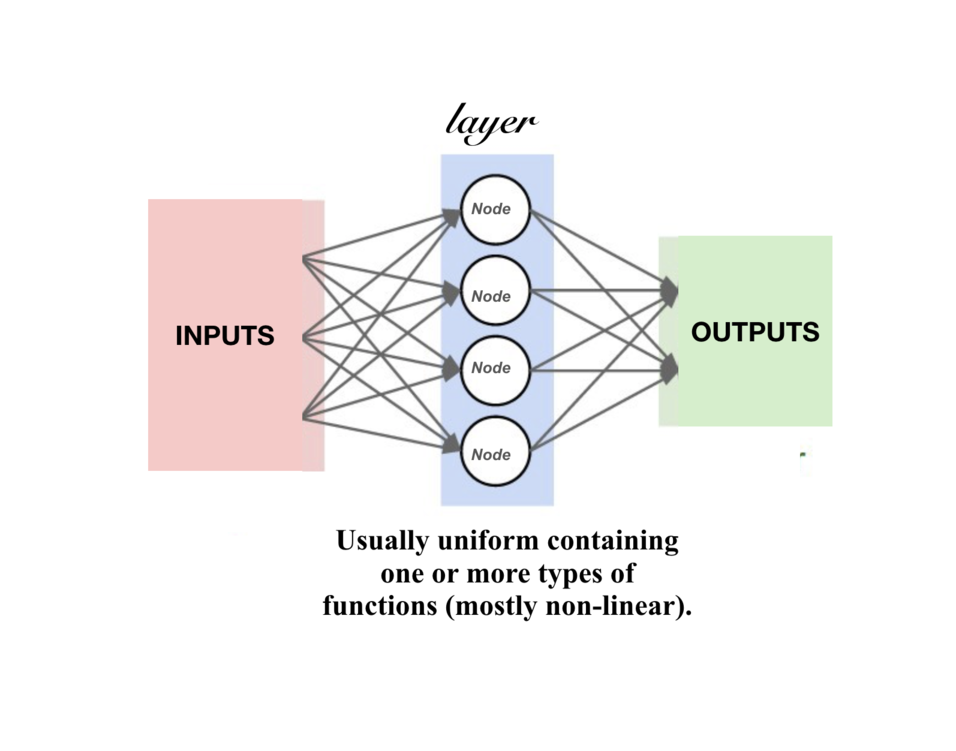 layer
Node
Node
Node
Node
INPUTS
OUTPUTS
Usually uniform containing
one or more types of
functions (mostly non-linear).